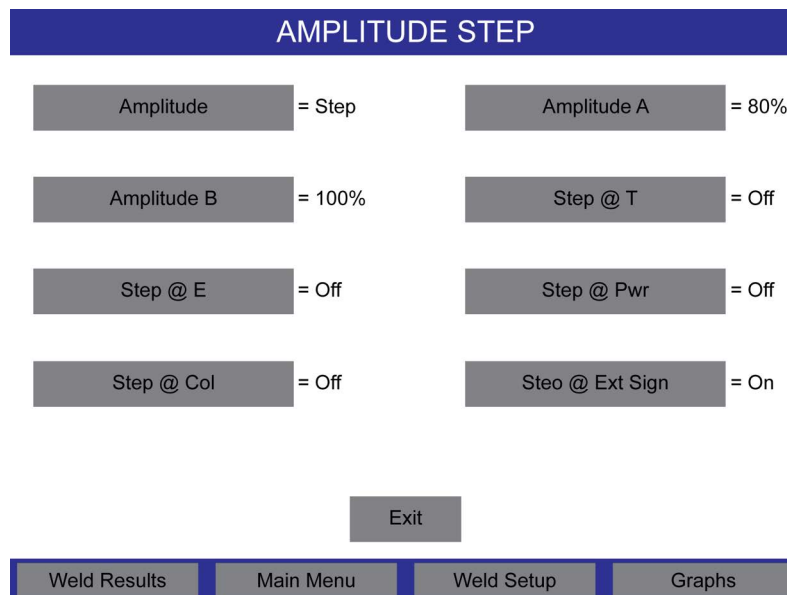 AMPLITUDE STEP
Amplitude = Step Amplitude A = 80%
Amplitude B = 100% Step @ T = Off
Step @ E = Off Step @ Pwr = Off
Step @ Col = Off Steo @ Ext Sign = On
Exit
Weld Results Main Menu Weld Setup Graphs